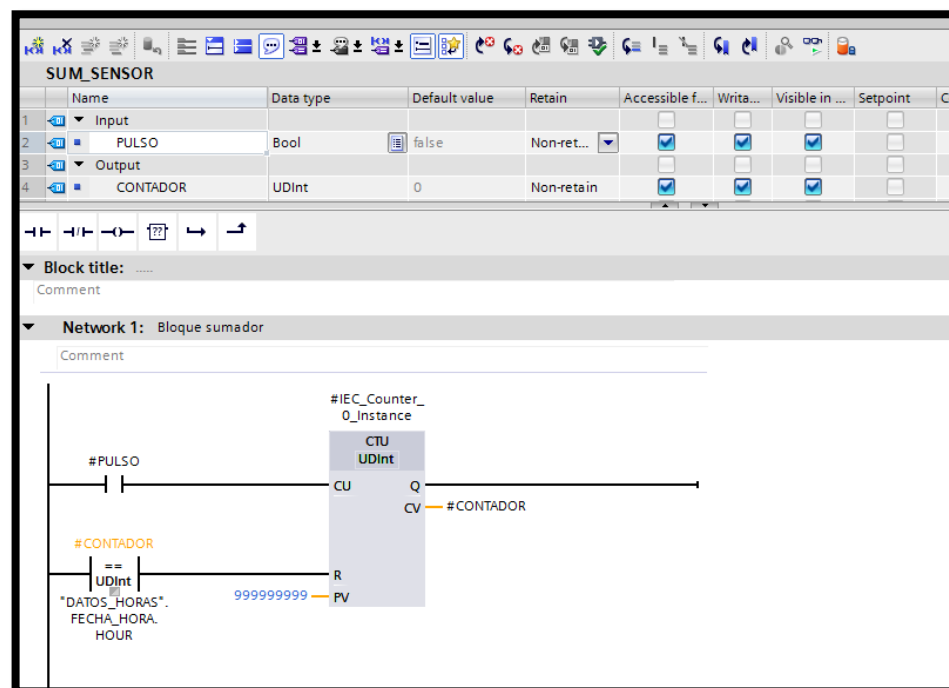 SUM_SENSOR
Name Data type Default value Retain Accessible f... Writa... Visible in ... Setpoint C
1 Input
2 PULSO Bool false Non-ret...
3 Output
4 CONTADOR UDInt 0 Non-retain
??
Block title: .....
Comment
Network 1: Bloque sumador
Comment
#IEC_Counter_
0_Instance
CTU
UDInt
#PULSO
CU Q
CV #CONTADOR
#CONTADOR
==
UDInt
R
"DATOS_HORAS".
FECHA_HORA.
HOUR
999999999 PV